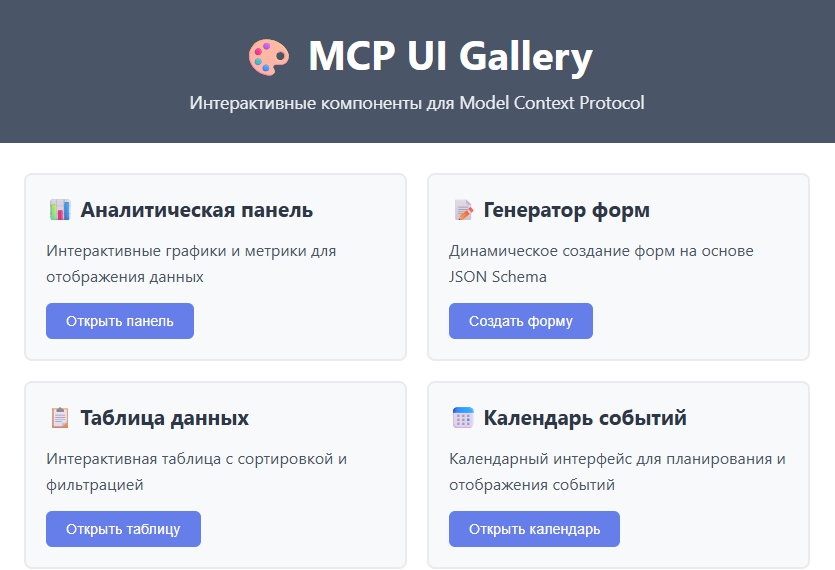 MCP UI Gallery
Интерактивные компоненты для Model Context Protocol
Аналитическая панель
Интерактивные графики и метрики для
отображения данных
Открыть панель
Генератор форм
Динамическое создание форм на основе
JSON Schema
Создать форму
Таблица данных
Интерактивная таблица с сортировкой и
фильтрацией
Открыть таблицу
Календарь событий
Календарный интерфейс для планирования и
отображения событий
Открыть календарь